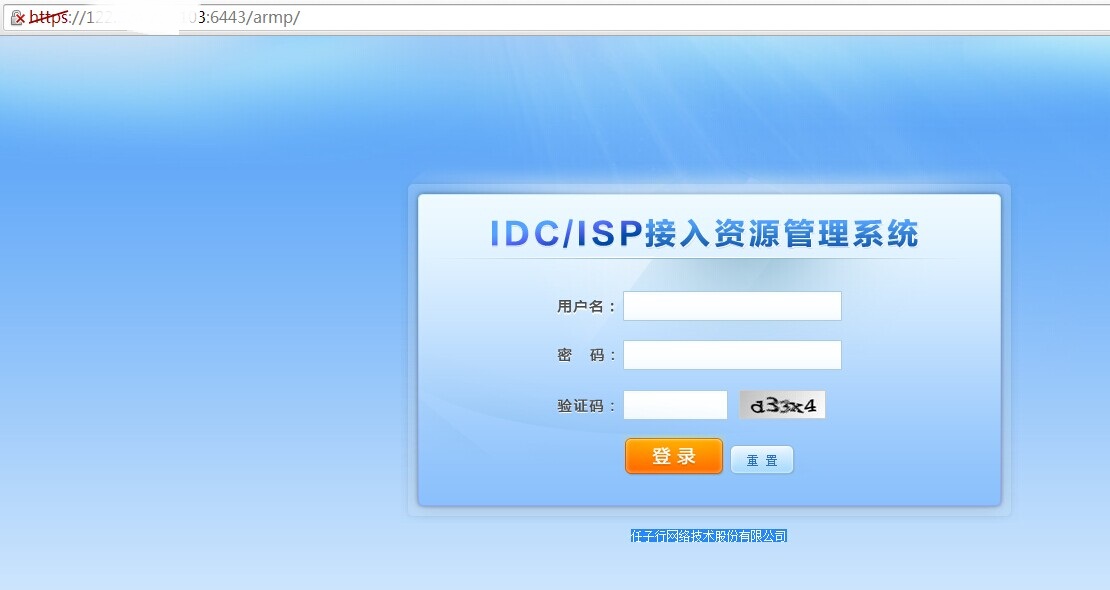 https://122 103:6443/armp/
IDC/ISP接入资源管理系统
用户名：
密 码：
验证码： d33x4
登录 重置
任子行网络技术股份有限公司